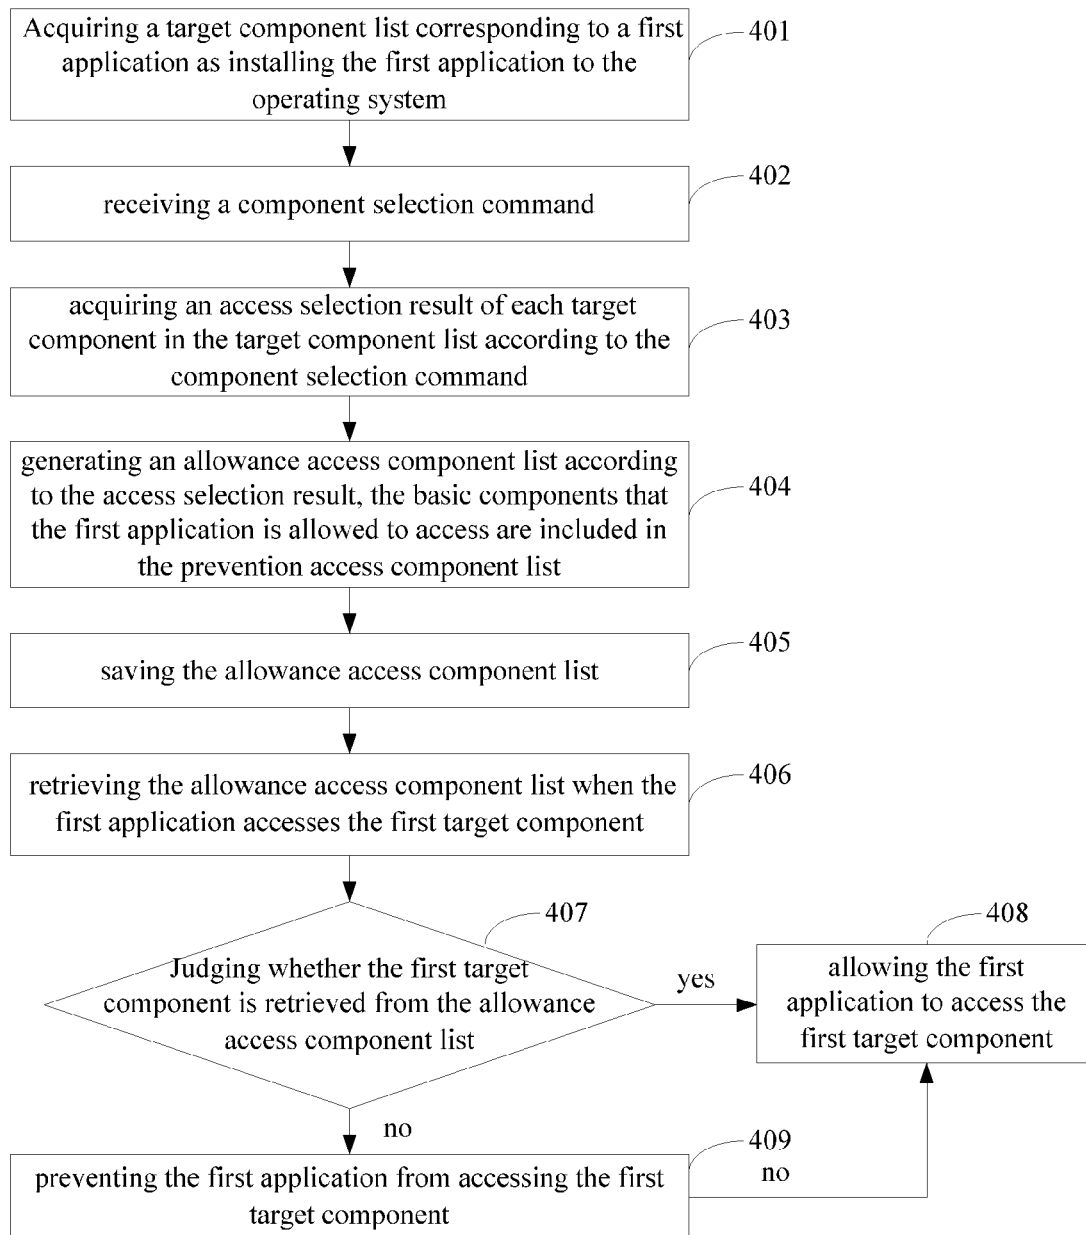 Acquiring a target component list corresponding to a first
application as installing the first application to the
operating system
401
receiving a component selection command
402
acquiring an access selection result of each target
component in the target component list according to the
component selection command
403
generating an allowance access component list according
to the access selection result, the basic components that
the first application is allowed to access are included in
the prevention access component list
404
saving the allowance access component list
405
retrieving the allowance access component list when the
first application accesses the first target component
406
Judging whether the first target
component is retrieved from the allowance
access component list
407
yes
allowing the first
application to access the
first target component
408
no
preventing the first application from accessing the first
target component
409
no